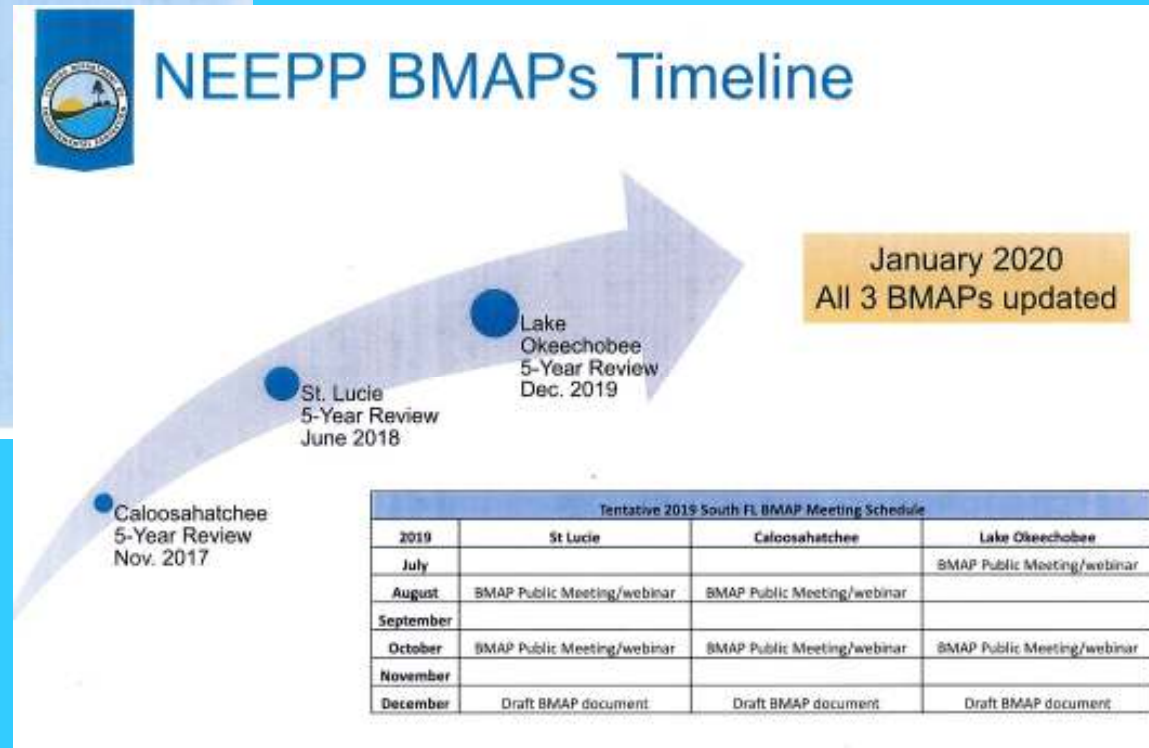 NEEPP BMAPs Timeline
January 2020
All 3 BMAPs updated
Lake
Okeechobee
5-Year Review
Dec. 2019
St. Lucie
5-Year Review
June 2018
Caloosahatchee
5-Year Review
Nov. 2017
Tentative 2019 South FL BMAP Meeting Schedule
2019 St Lucie Caloosahatchee Lake Okeechobee
July BMAP Public Meeting/webinar
August BMAP Public Meeting/webinar BMAP Public Meeting/webinar
September
October BMAP Public Meeting/webinar BMAP Public Meeting/webinar BMAP Public Meeting/webinar
November
December Draft BMAP document Draft BMAP document Draft BMAP document